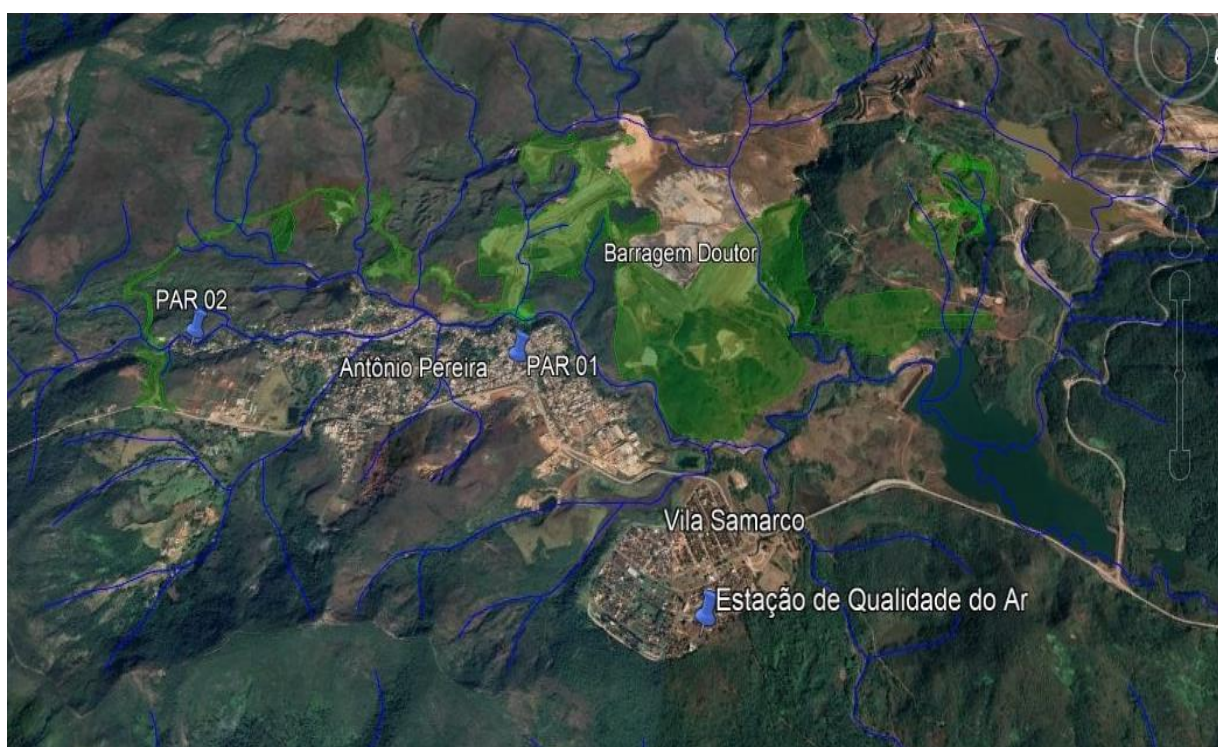 Barragem Doutor
PAR 02
Antônio Pereira
PAR 01
Vila Samarco
Estação de Qualidade do Ar